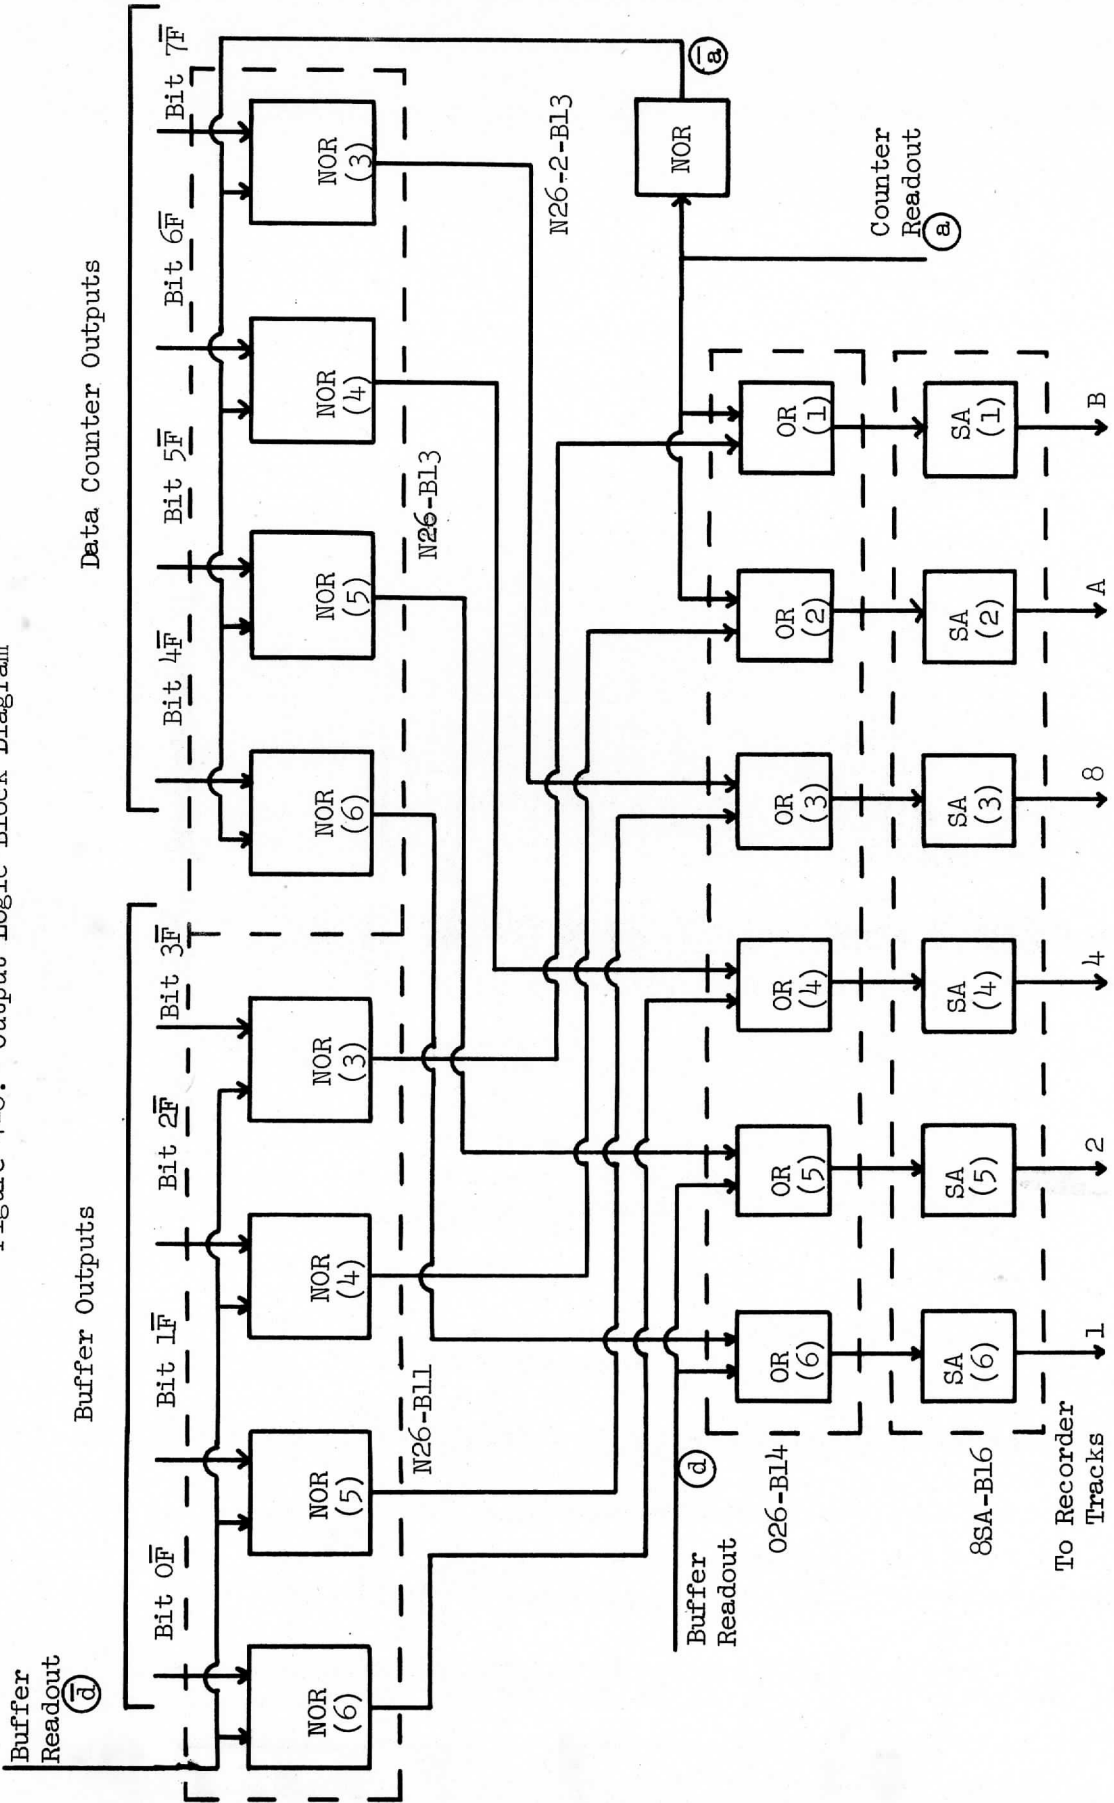 Output Logic Block Diagram
Data Counter Outputs
Buffer Outputs
Buffer
Readout
d̅
Bit 0F̅
Bit 1F̅
Bit 2F̅
Bit 3F̅
Bit 4F̅
Bit 5F̅
Bit 6F̅
Bit 7F̅
NOR
(6)
NOR
(5)
NOR
(4)
NOR
(3)
NOR
(6)
NOR
(5)
NOR
(4)
NOR
(3)
N26-B11
N26-B13
N26-2-B13
NOR
a̅
Counter
Readout
a
Buffer
Readout
d
026-B14
OR
(6)
OR
(5)
OR
(4)
OR
(3)
OR
(2)
OR
(1)
8SA-B16
SA
(6)
SA
(5)
SA
(4)
SA
(3)
SA
(2)
SA
(1)
To Recorder
Tracks
1
2
4
8
A
B